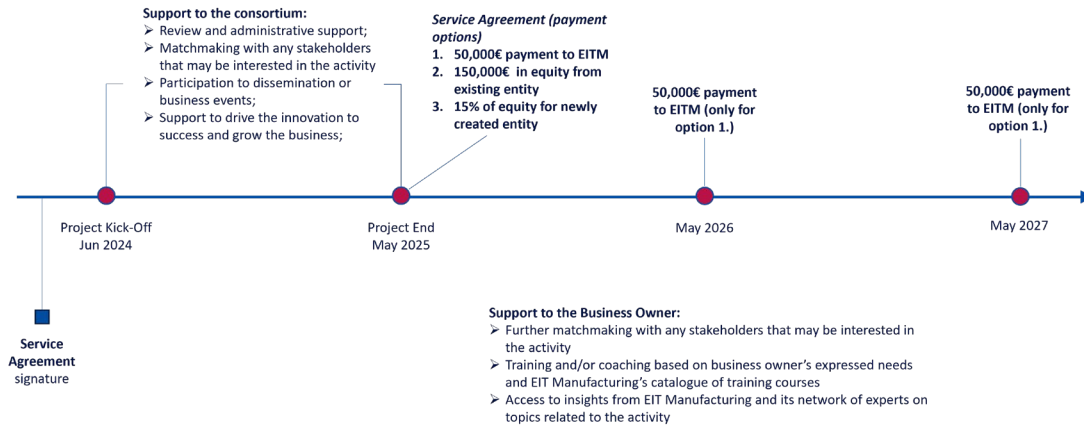 Support to the consortium:
➢ Review and administrative support;
➢ Matchmaking with any stakeholders
that may be interested in the activity
➢ Participation to dissemination or
business events;
➢ Support to drive the innovation to
success and grow the business;
Service Agreement (payment
options)
1. 50,000€ payment to EITM
2. 150,000€ in equity from
existing entity
3. 15% of equity for newly
created entity
50,000€ payment
to EITM (only for
option 1.)
50,000€ payment
to EITM (only for
option 1.)
Project Kick-Off
Jun 2024
Project End
May 2025
May 2026
May 2027
Service
Agreement
signature
Support to the Business Owner:
➢ Further matchmaking with any stakeholders that may be interested in
the activity
➢ Training and/or coaching based on business owner's expressed needs
and EIT Manufacturing's catalogue of training courses
➢ Access to insights from EIT Manufacturing and its network of experts on
topics related to the activity